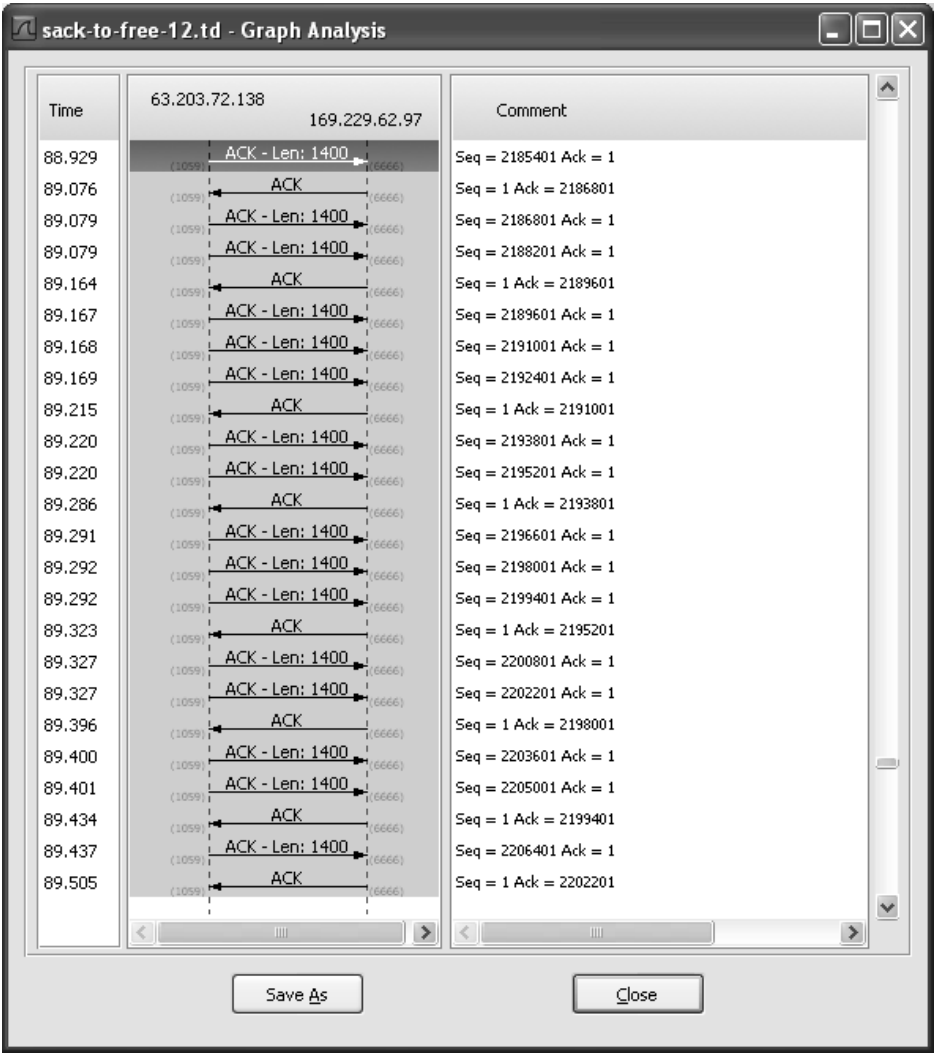 sack-to-free-12.td - Graph Analysis
Time 63.203.72.138 169.229.62.97 Comment
88.929 (1059) ACK - Len: 1400 (6666) Seq = 2185401 Ack = 1
89.076 (1059) ACK (6666) Seq = 1 Ack = 2186801
89.079 (1059) ACK - Len: 1400 (6666) Seq = 2186801 Ack = 1
89.079 (1059) ACK - Len: 1400 (6666) Seq = 2188201 Ack = 1
89.164 (1059) ACK (6666) Seq = 1 Ack = 2189601
89.167 (1059) ACK - Len: 1400 (6666) Seq = 2189601 Ack = 1
89.168 (1059) ACK - Len: 1400 (6666) Seq = 2191001 Ack = 1
89.169 (1059) ACK - Len: 1400 (6666) Seq = 2192401 Ack = 1
89.215 (1059) ACK (6666) Seq = 1 Ack = 2191001
89.220 (1059) ACK - Len: 1400 (6666) Seq = 2193801 Ack = 1
89.220 (1059) ACK - Len: 1400 (6666) Seq = 2195201 Ack = 1
89.286 (1059) ACK (6666) Seq = 1 Ack = 2193801
89.291 (1059) ACK - Len: 1400 (6666) Seq = 2196601 Ack = 1
89.292 (1059) ACK - Len: 1400 (6666) Seq = 2198001 Ack = 1
89.292 (1059) ACK - Len: 1400 (6666) Seq = 2199401 Ack = 1
89.323 (1059) ACK (6666) Seq = 1 Ack = 2195201
89.327 (1059) ACK - Len: 1400 (6666) Seq = 2200801 Ack = 1
89.327 (1059) ACK - Len: 1400 (6666) Seq = 2202201 Ack = 1
89.396 (1059) ACK (6666) Seq = 1 Ack = 2198001
89.400 (1059) ACK - Len: 1400 (6666) Seq = 2203601 Ack = 1
89.401 (1059) ACK - Len: 1400 (6666) Seq = 2205001 Ack = 1
89.434 (1059) ACK (6666) Seq = 1 Ack = 2199401
89.437 (1059) ACK - Len: 1400 (6666) Seq = 2206401 Ack = 1
89.505 (1059) ACK (6666) Seq = 1 Ack = 2202201
Save As Close